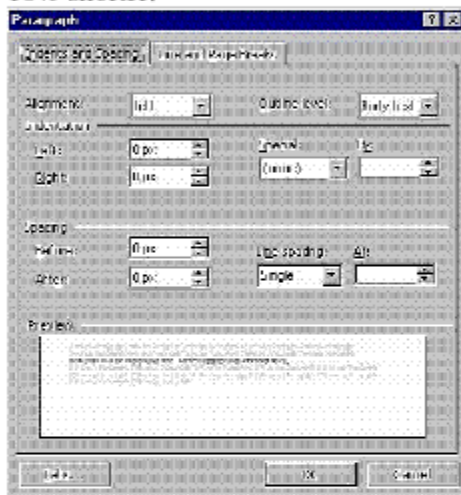 Paragraph
Indents and Spacing Line and Page Breaks
Alignment: Left Outline level: Body text
Indentation
Left: 0 pt Special: By:
Right: 0 pt (none)
Spacing
Before: 0 pt Line spacing: At:
After: 0 pt Single
Preview
Tabs... OK Cancel